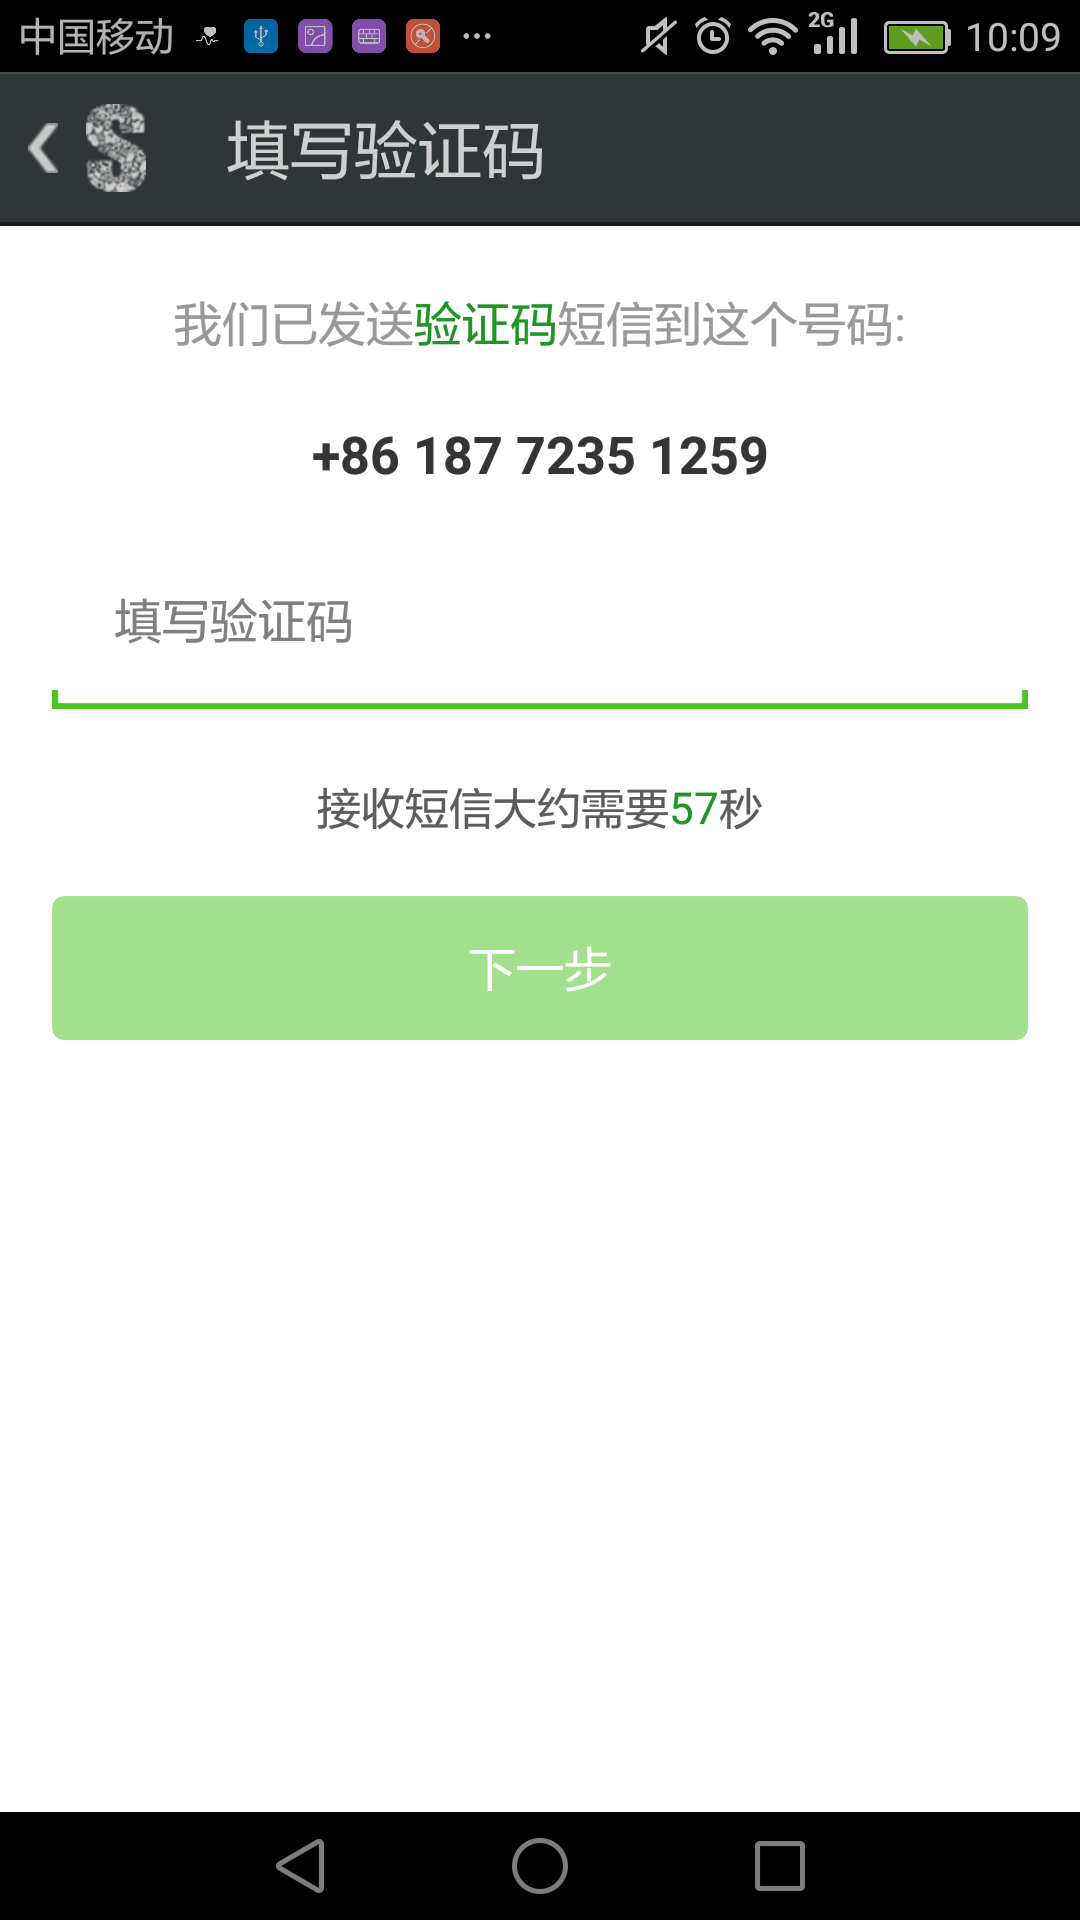 中国移动 2G 10:09
S 填写验证码
我们已发送验证码短信到这个号码:
+86 187 7235 1259
填写验证码
接收短信大约需要57秒
下一步